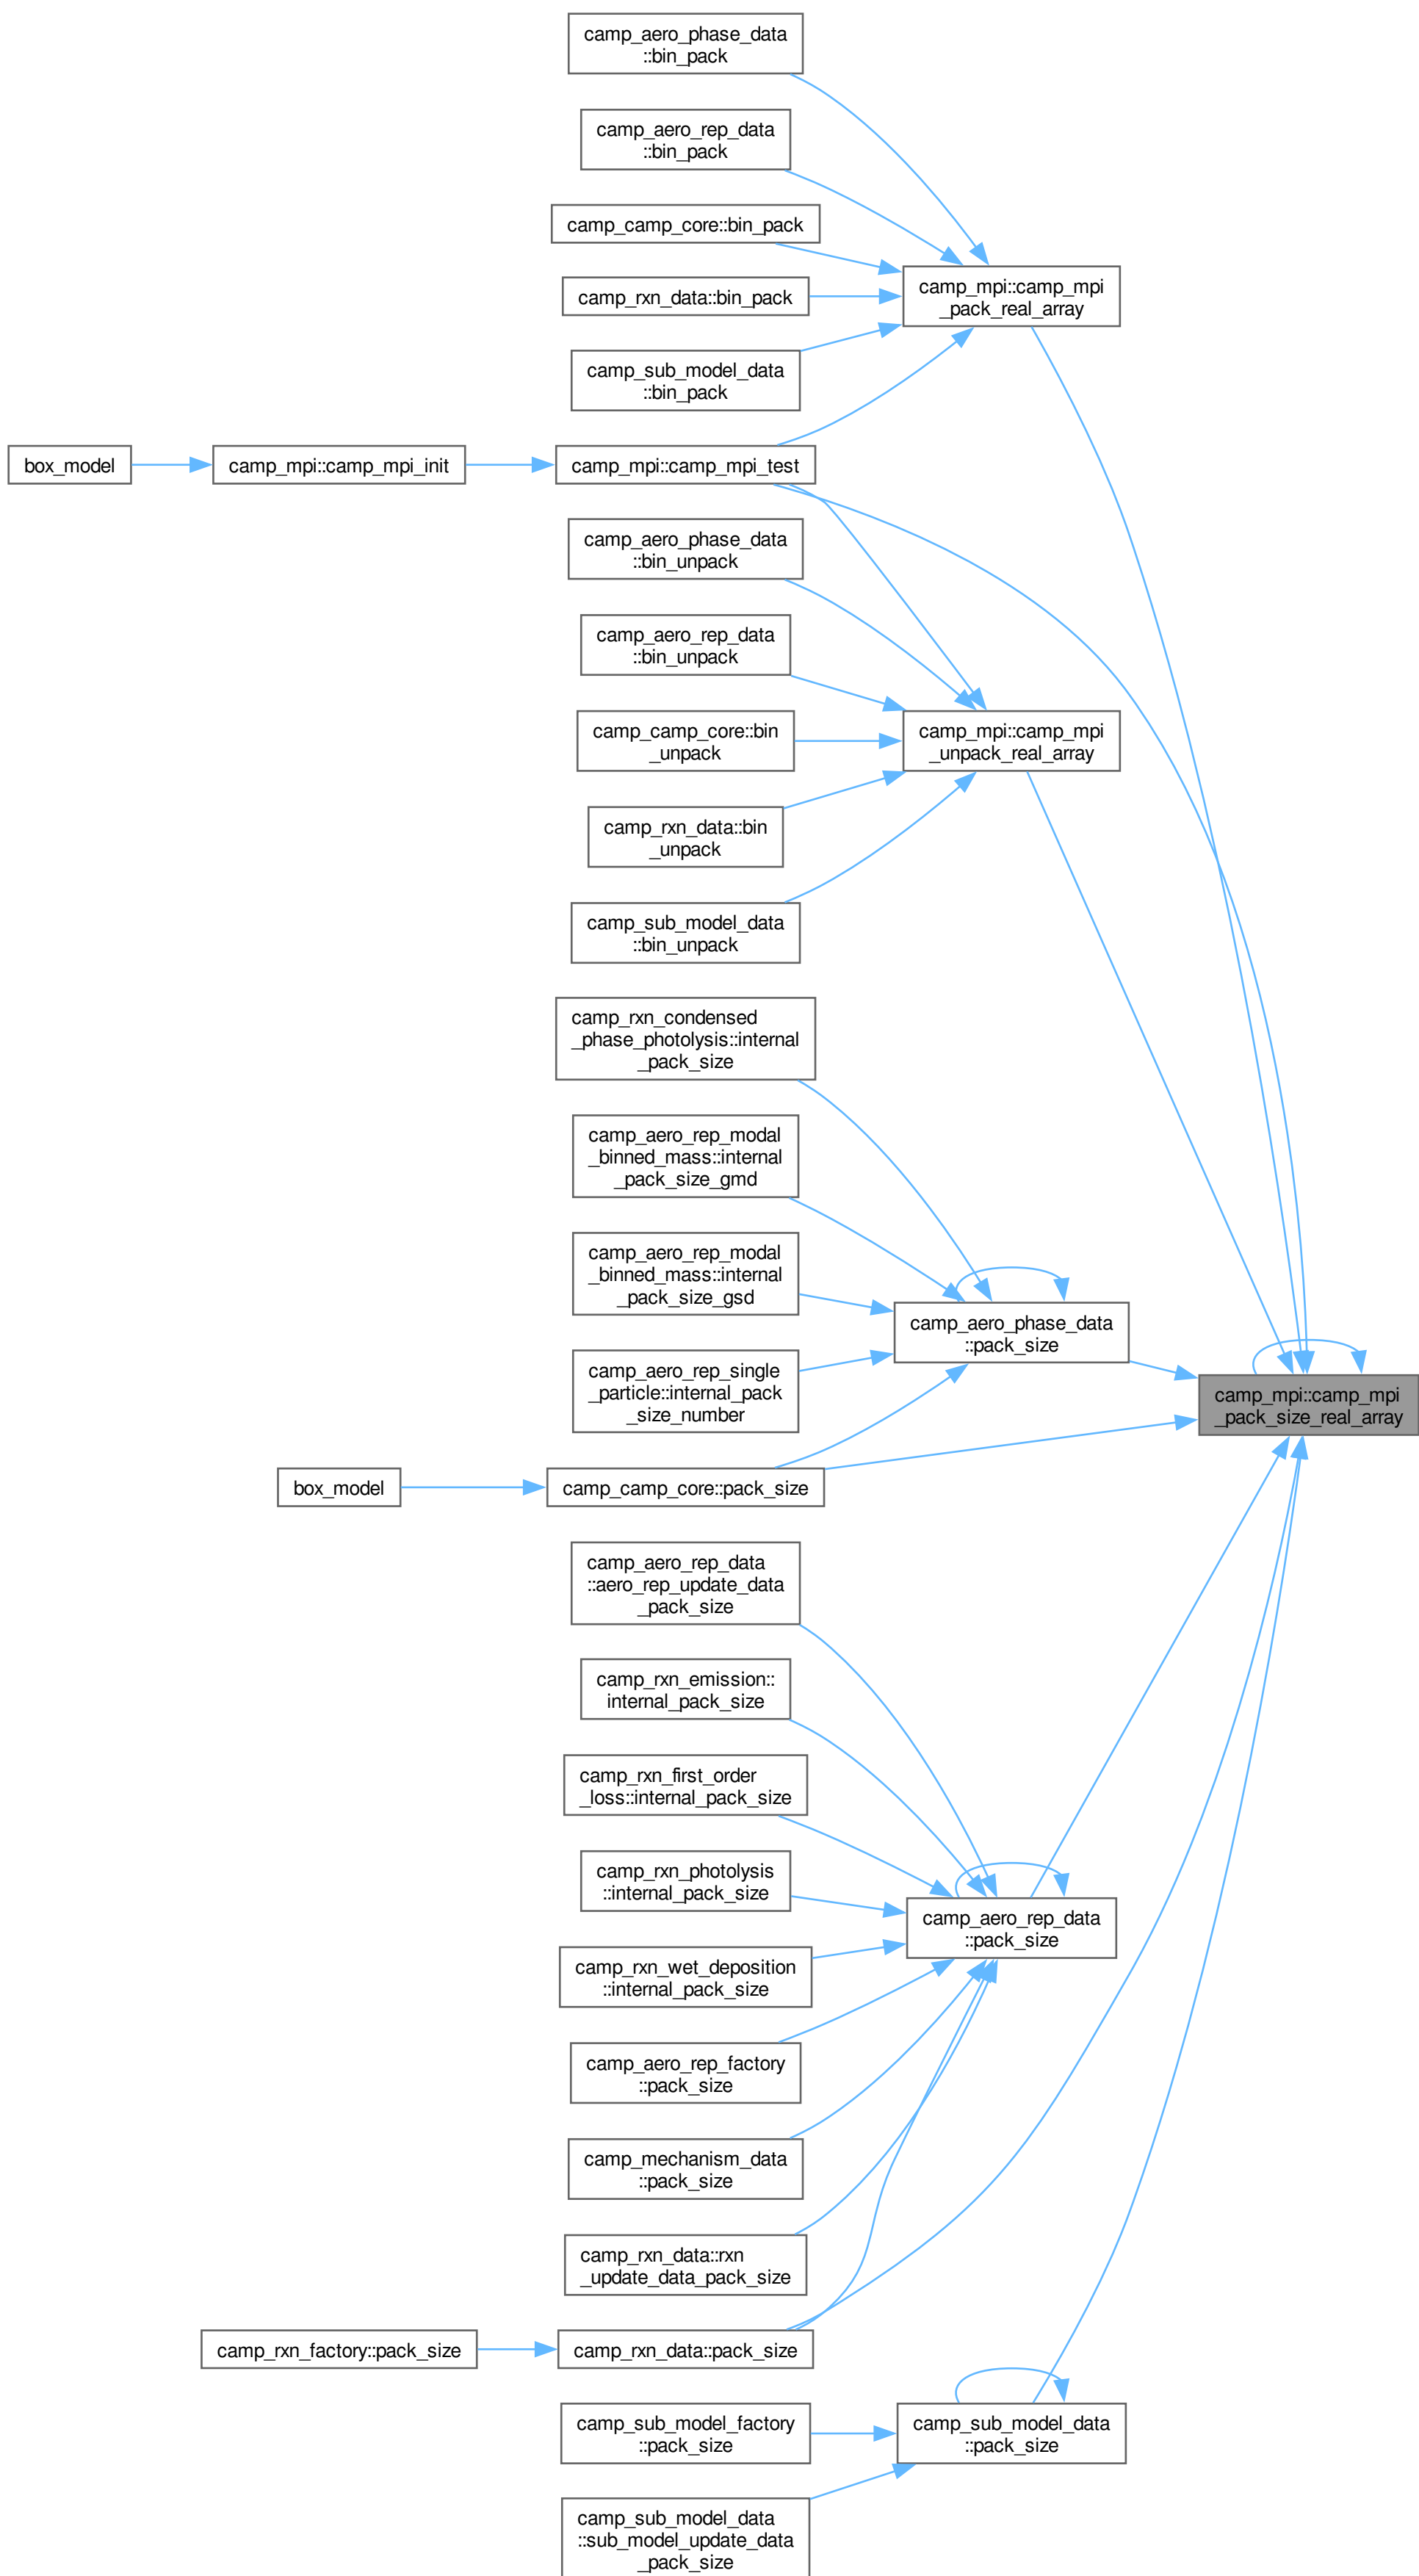 camp_aero_phase_data
::bin_pack
camp_aero_rep_data
::bin_pack
camp_camp_core::bin_pack
camp_mpi::camp_mpi
_pack_real_array
camp_rxn_data::bin_pack
camp_sub_model_data
::bin_pack
box_model
camp_mpi::camp_mpi_init
camp_mpi::camp_mpi_test
camp_aero_phase_data
::bin_unpack
camp_aero_rep_data
::bin_unpack
camp_camp_core::bin
_unpack
camp_mpi::camp_mpi
_unpack_real_array
camp_rxn_data::bin
_unpack
camp_sub_model_data
::bin_unpack
camp_rxn_condensed
_phase_photolysis::internal
_pack_size
camp_aero_rep_modal
_binned_mass::internal
_pack_size_gmd
camp_aero_rep_modal
_binned_mass::internal
_pack_size_gsd
camp_aero_phase_data
::pack_size
camp_aero_rep_single
_particle::internal_pack
_size_number
camp_mpi::camp_mpi
_pack_size_real_array
box_model
camp_camp_core::pack_size
camp_aero_rep_data
::aero_rep_update_data
_pack_size
camp_rxn_emission::
internal_pack_size
camp_rxn_first_order
_loss::internal_pack_size
camp_rxn_photolysis
::internal_pack_size
camp_aero_rep_data
::pack_size
camp_rxn_wet_deposition
::internal_pack_size
camp_aero_rep_factory
::pack_size
camp_mechanism_data
::pack_size
camp_rxn_data::rxn
_update_data_pack_size
camp_rxn_factory::pack_size
camp_rxn_data::pack_size
camp_sub_model_factory
::pack_size
camp_sub_model_data
::pack_size
camp_sub_model_data
::sub_model_update_data
_pack_size